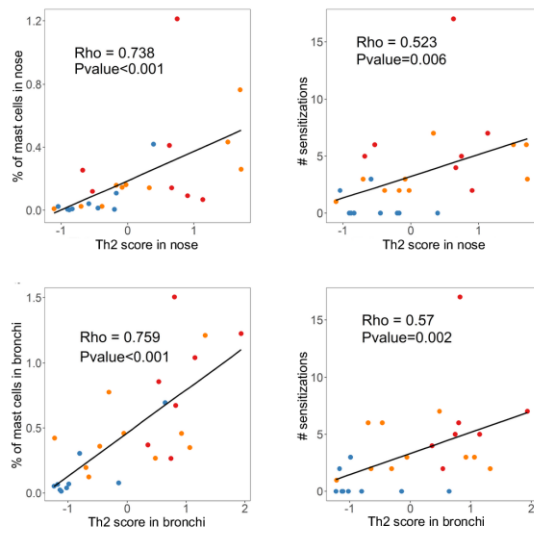 % of mast cells in nose
1.2
0.8
0.4
0.0
Rho = 0.738
Pvalue<0.001
-1
0
1
Th2 score in nose
# sensitizations
15
10
5
0
Rho = 0.523
Pvalue=0.006
-1
0
1
Th2 score in nose
% of mast cells in bronchi
1.5
1.0
0.5
0.0
Rho = 0.759
Pvalue<0.001
-1
0
1
2
Th2 score in bronchi
# sensitizations
15
10
5
0
Rho = 0.57
Pvalue=0.002
-1
0
1
2
Th2 score in bronchi